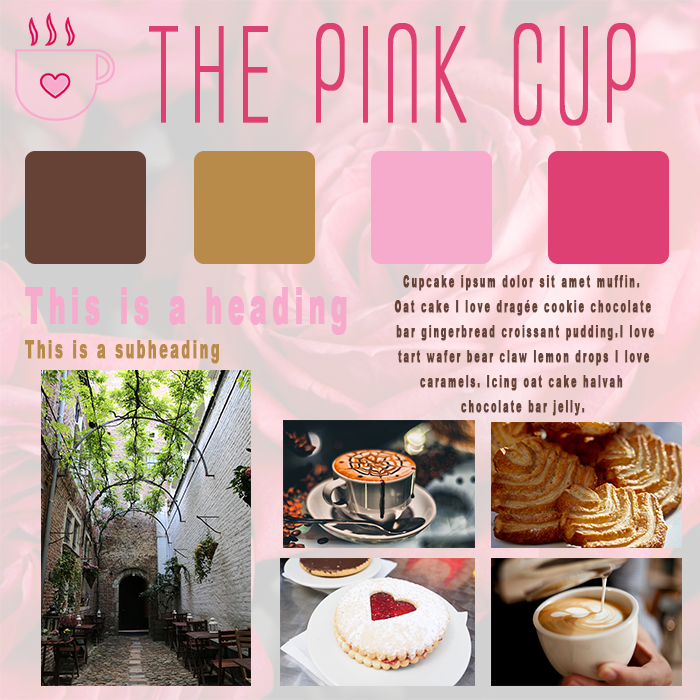 THE PINK CUP
This is a heading
This is a subheading
Cupcake ipsum dolor sit amet muffin.
Oat cake I love dragée cookie chocolate
bar gingerbread croissant pudding.I love
tart wafer bear claw lemon drops I love
caramels. Icing oat cake halvah
chocolate bar jelly.